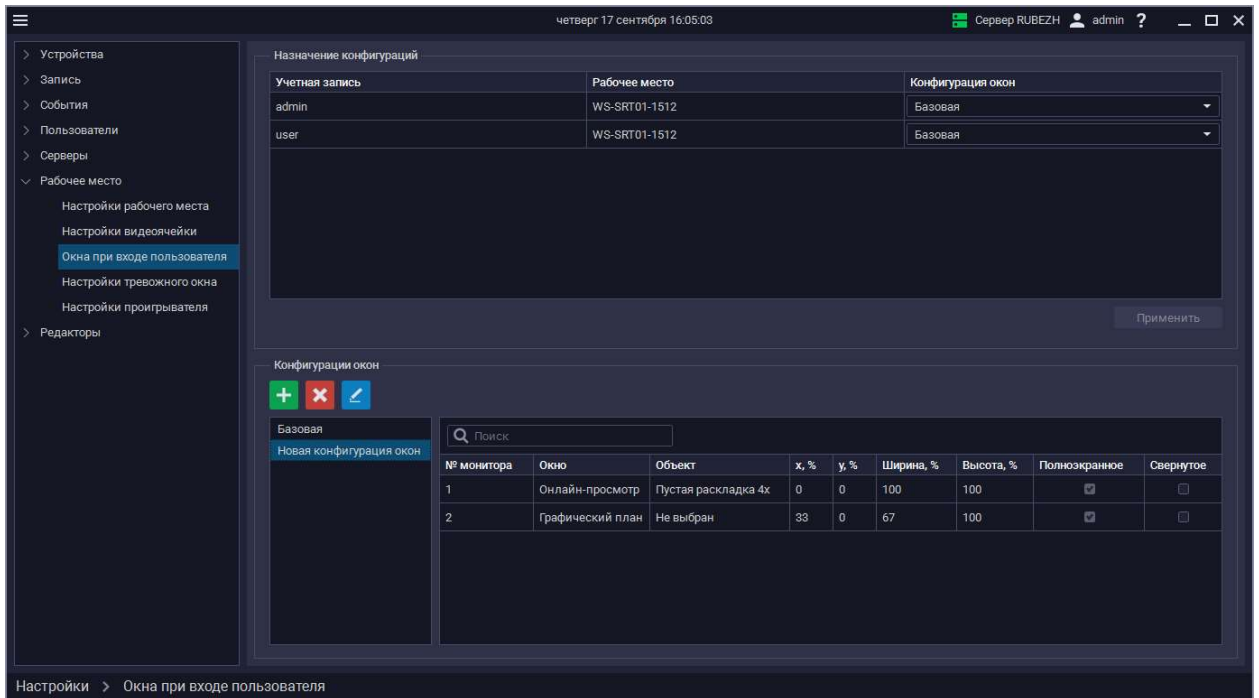 четверг 17 сентября 16:05:03 Сервер RUBEZH admin ?
Устройства
Запись
События
Пользователи
Серверы
Рабочее место
Настройки рабочего места
Настройки видеоячейки
Окна при входе пользователя
Настройки тревожного окна
Настройки проигрывателя
Редакторы
Назначение конфигураций
Учетная запись Рабочее место Конфигурация окон
admin WS-SRT01-1512 Базовая
user WS-SRT01-1512 Базовая
Применить
Конфигурации окон
Базовая
Новая конфигурация окон
Поиск
№ монитора Окно Объект x, % y, % Ширина, % Высота, % Полноэкранное Свернутое
1 Онлайн-просмотр Пустая раскладка 4x 0 0 100 100
2 Графический план Не выбран 33 0 67 100
Настройки > Окна при входе пользователя